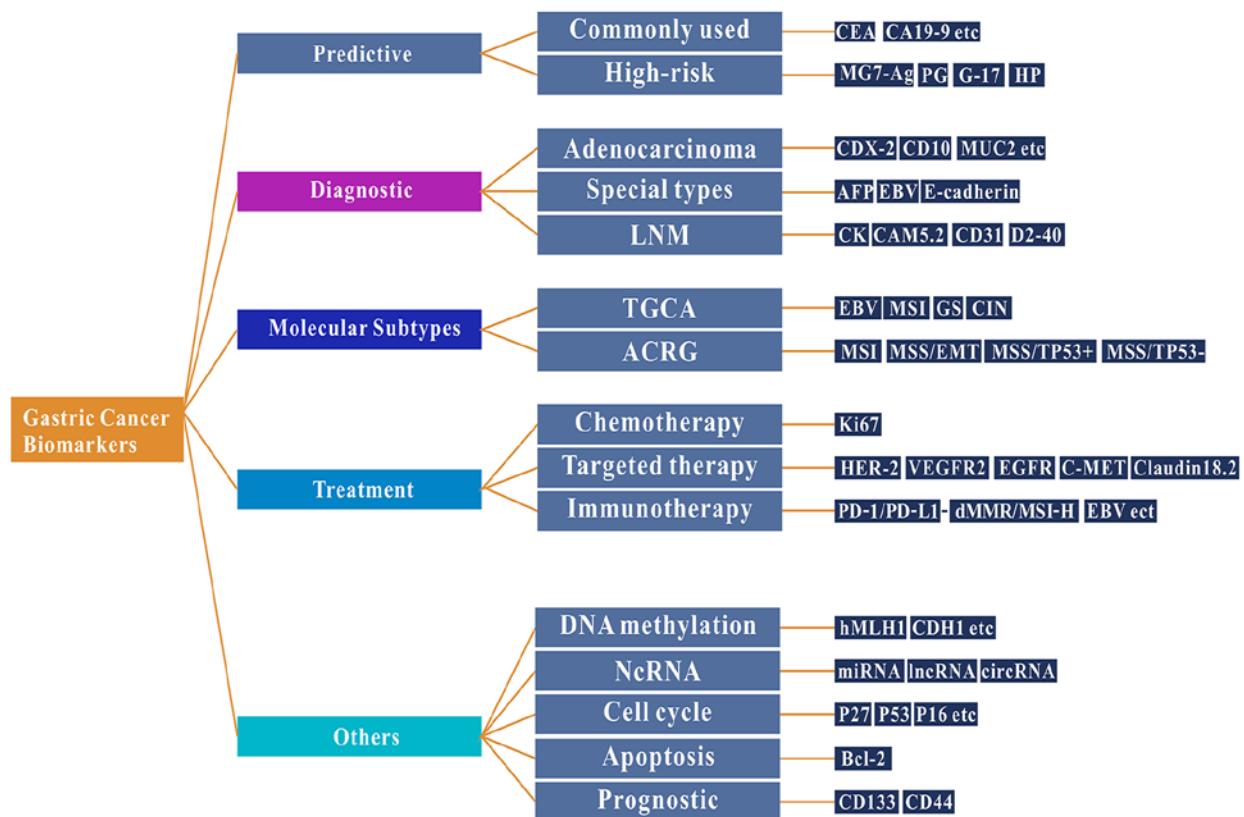 Gastric Cancer
Biomarkers
Predictive
Commonly used
CEA CA19-9 etc
High-risk
MG7-Ag PG G-17 HP
Diagnostic
Adenocarcinoma
CDX-2 CD10 MUC2 etc
Special types
AFP EBV E-cadherin
LNM
CK CAM5.2 CD31 D2-40
Molecular Subtypes
TGCA
EBV MSI GS CIN
ACRG
MSI MSS/EMT MSS/TP53+ MSS/TP53-
Treatment
Chemotherapy
Ki67
Targeted therapy
HER-2 VEGFR2 EGFR C-MET Claudin18.2
Immunotherapy
PD-1/PD-L1- dMMR/MSI-H EBV ect
Others
DNA methylation
hMLH1 CDH1 etc
NcRNA
miRNA lncRNA circRNA
Cell cycle
P27 P53 P16 etc
Apoptosis
Bcl-2
Prognostic
CD133 CD44